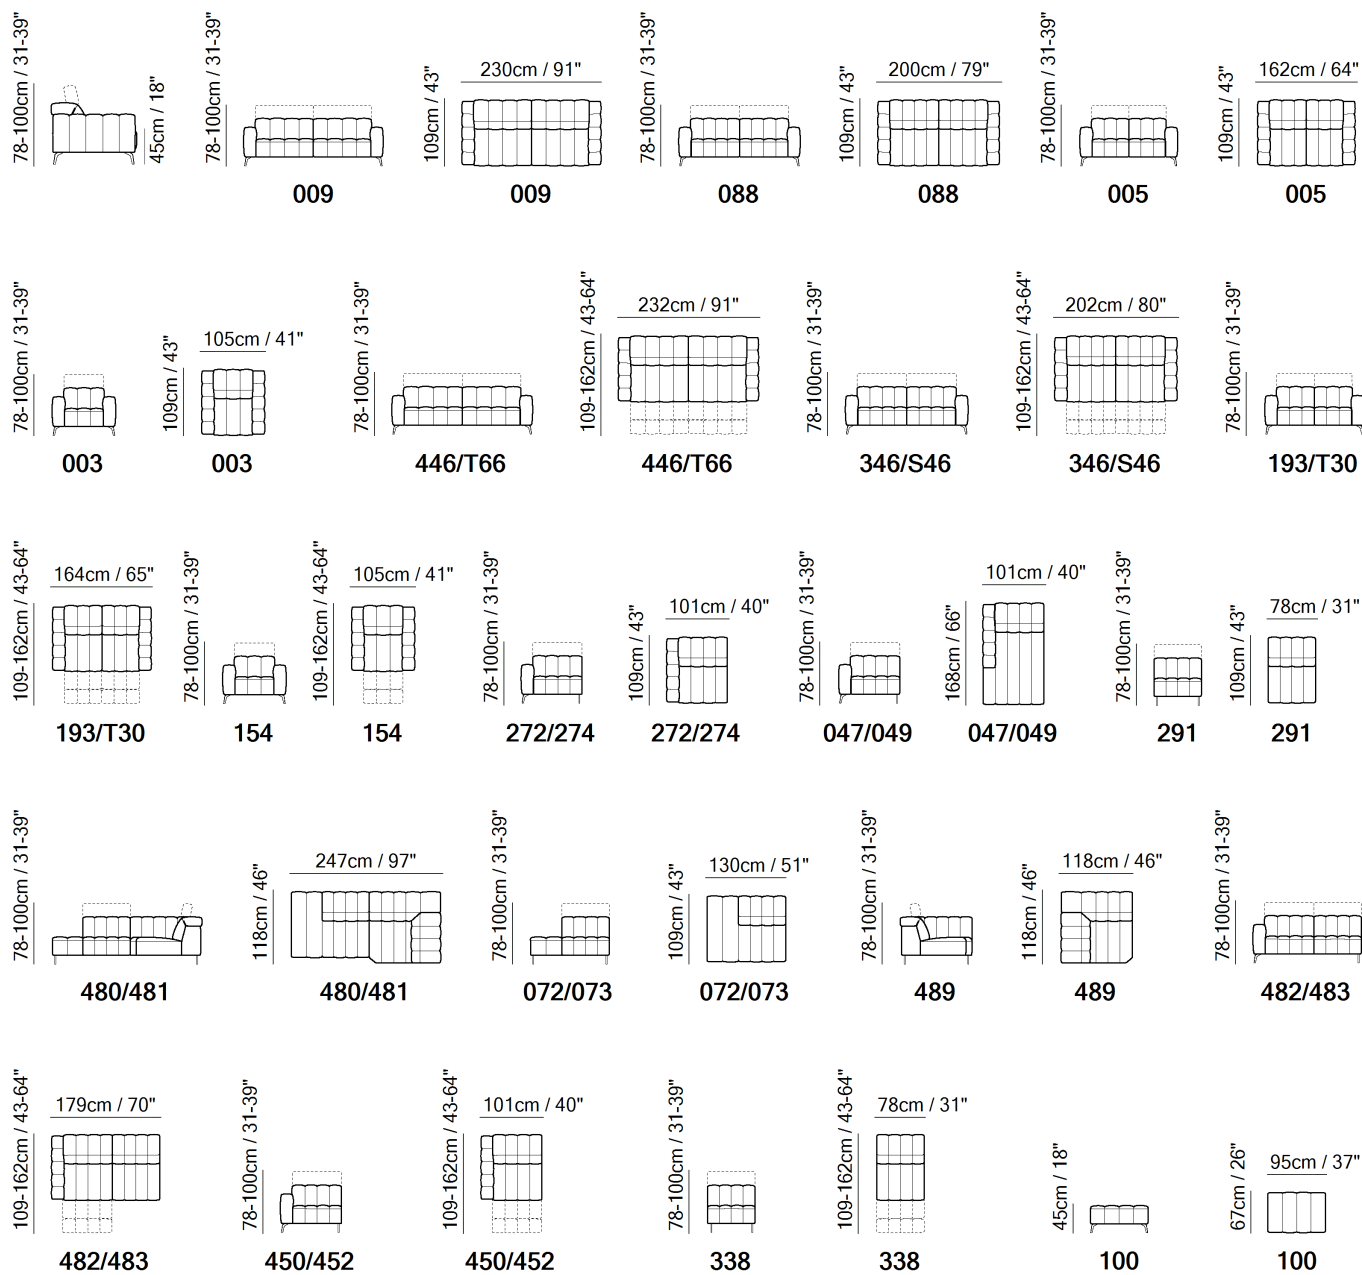 78-100cm / 31-39"
45cm / 18"
78-100cm / 31-39"
009
109cm / 43"
230cm / 91"
009
78-100cm / 31-39"
088
109cm / 43"
200cm / 79"
088
78-100cm / 31-39"
005
109cm / 43"
162cm / 64"
005
78-100cm / 31-39"
003
109cm / 43"
105cm / 41"
003
78-100cm / 31-39"
446/T66
109-162cm / 43-64"
232cm / 91"
446/T66
78-100cm / 31-39"
346/S46
109-162cm / 43-64"
202cm / 80"
346/S46
78-100cm / 31-39"
193/T30
109-162cm / 43-64"
164cm / 65"
193/T30
78-100cm / 31-39"
154
109-162cm / 43-64"
105cm / 41"
154
78-100cm / 31-39"
272/274
109cm / 43"
101cm / 40"
272/274
78-100cm / 31-39"
047/049
168cm / 66"
101cm / 40"
047/049
78-100cm / 31-39"
291
109cm / 43"
78cm / 31"
291
78-100cm / 31-39"
480/481
118cm / 46"
247cm / 97"
480/481
78-100cm / 31-39"
072/073
109cm / 43"
130cm / 51"
072/073
78-100cm / 31-39"
489
118cm / 46"
118cm / 46"
489
78-100cm / 31-39"
482/483
109-162cm / 43-64"
179cm / 70"
482/483
78-100cm / 31-39"
450/452
109-162cm / 43-64"
101cm / 40"
450/452
78-100cm / 31-39"
338
109-162cm / 43-64"
78cm / 31"
338
45cm / 18"
100
67cm / 26"
95cm / 37"
100